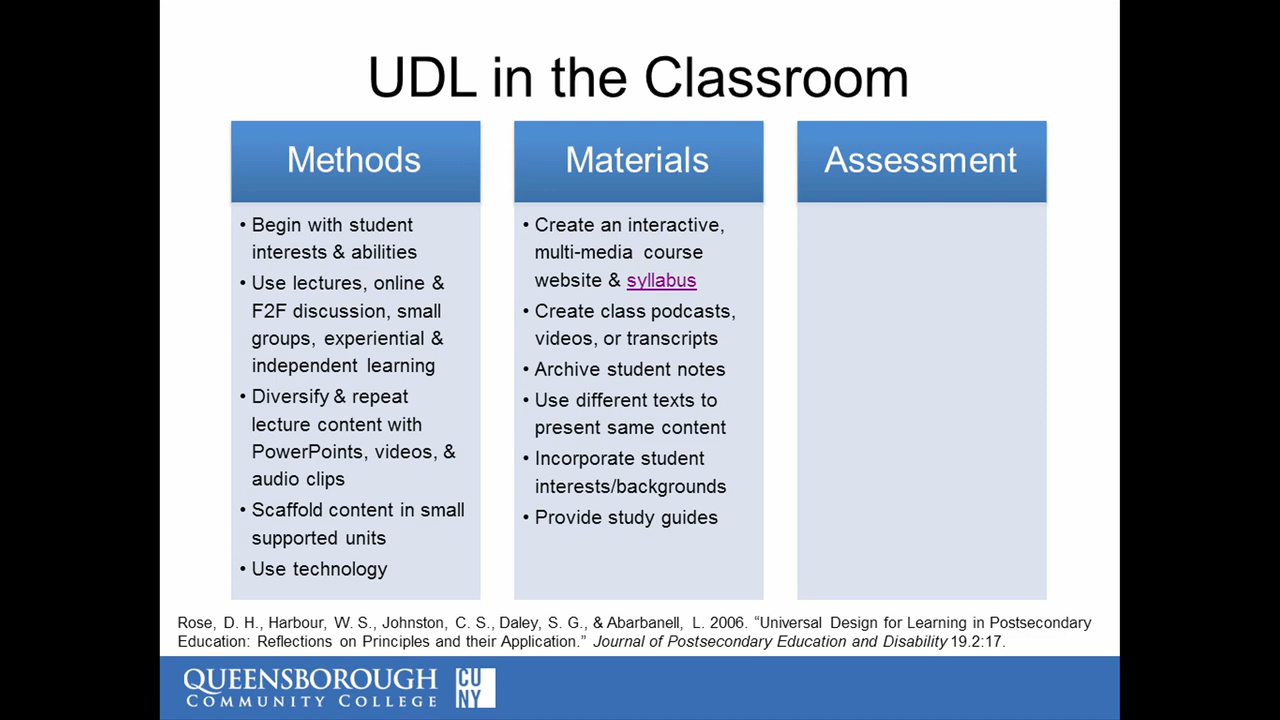 UDL in the Classroom
Methods
• Begin with student
interests & abilities
• Use lectures, online &
F2F discussion, small
groups, experiential &
independent learning
• Diversify & repeat
lecture content with
PowerPoints, videos, &
audio clips
• Scaffold content in small
supported units
• Use technology
Materials
• Create an interactive,
multi-media course
website & syllabus
• Create class podcasts,
videos, or transcripts
• Archive student notes
• Use different texts to
present same content
• Incorporate student
interests/backgrounds
• Provide study guides
Assessment
Rose, D. H., Harbour, W. S., Johnston, C. S., Daley, S. G., & Abarbanell, L. 2006. “Universal Design for Learning in Postsecondary
Education: Reflections on Principles and their Application.” Journal of Postsecondary Education and Disability 19.2:17.
QUEENSBOROUGH
COMMUNITY COLLEGE
CU
NY